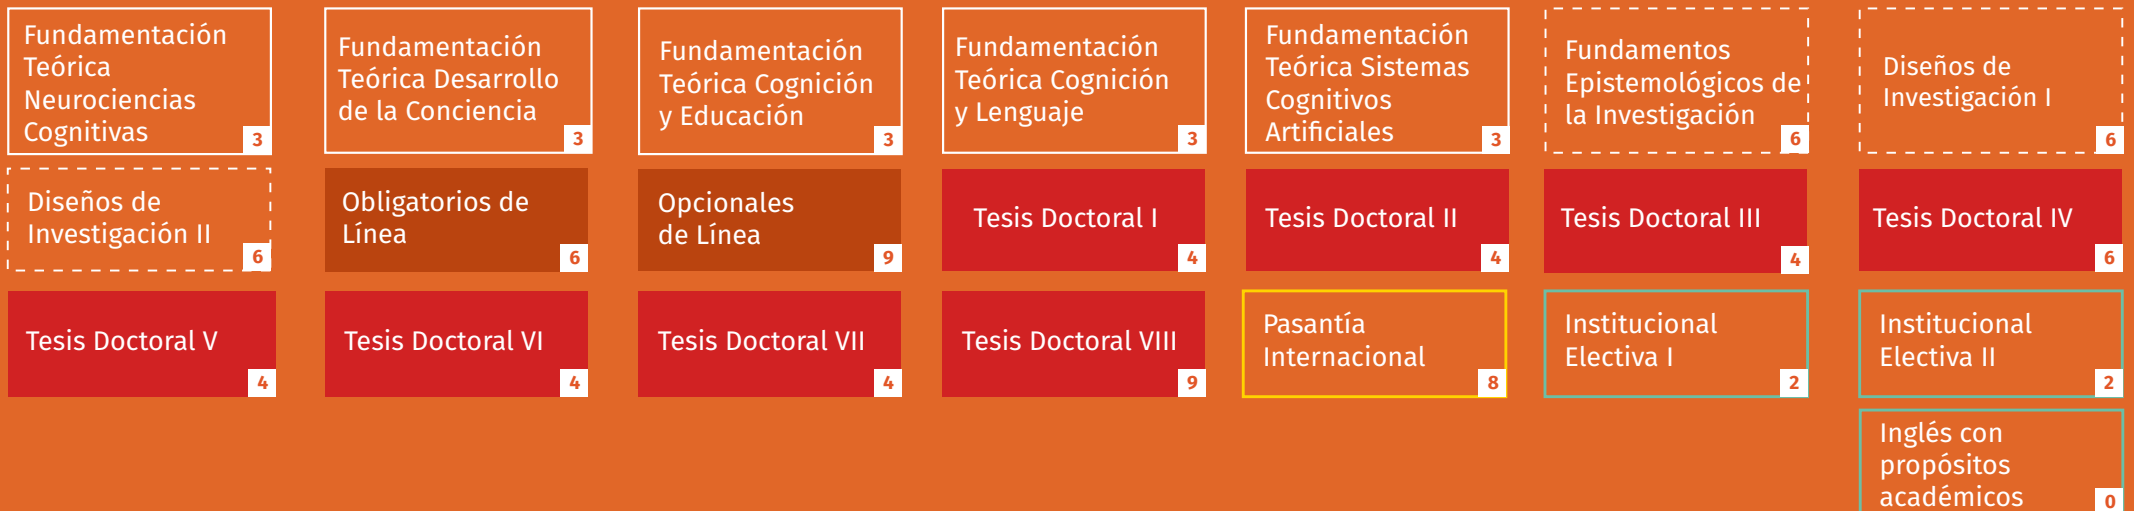 Fundamentación
Teórica
Neurociencias
Cognitivas
3
Fundamentación
Teórica Desarrollo
de la Conciencia
3
Fundamentación
Teórica Cognición
y Educación
3
Fundamentación
Teórica Cognición
y Lenguaje
3
Fundamentación
Teórica Sistemas
Cognitivos
Artificiales
3
Fundamentos
Epistemológicos de
la Investigación
6
Diseños de
Investigación I
6
Diseños de
Investigación II
6
Obligatorios de
Línea
6
Opcionales
de Línea
9
Tesis Doctoral I
4
Tesis Doctoral II
4
Tesis Doctoral III
4
Tesis Doctoral IV
6
Tesis Doctoral V
4
Tesis Doctoral VI
4
Tesis Doctoral VII
4
Tesis Doctoral VIII
9
Pasantía
Internacional
8
Institucional
Electiva I
2
Institucional
Electiva II
2
Inglés con
propósitos
académicos
0